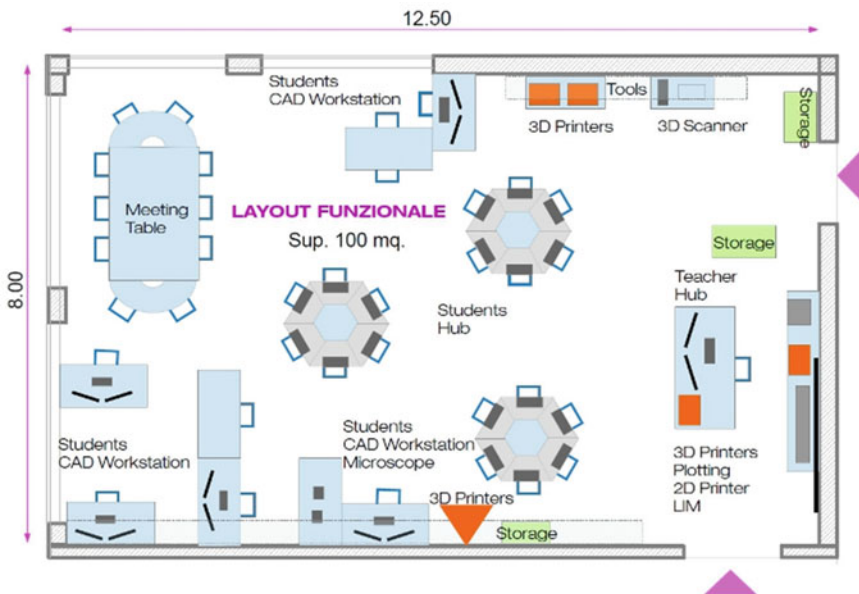 12.50
Students
CAD Workstation
Tools
3D Printers
3D Scanner
Storage
8.00
Meeting
Table
LAYOUT FUNZIONALE
Sup. 100 mq.
Storage
Teacher
Hub
Students
Hub
Students
CAD Workstation
Students
CAD Workstation
Microscope
3D Printers
Plotting
2D Printer
LIM
3D Printers
Storage